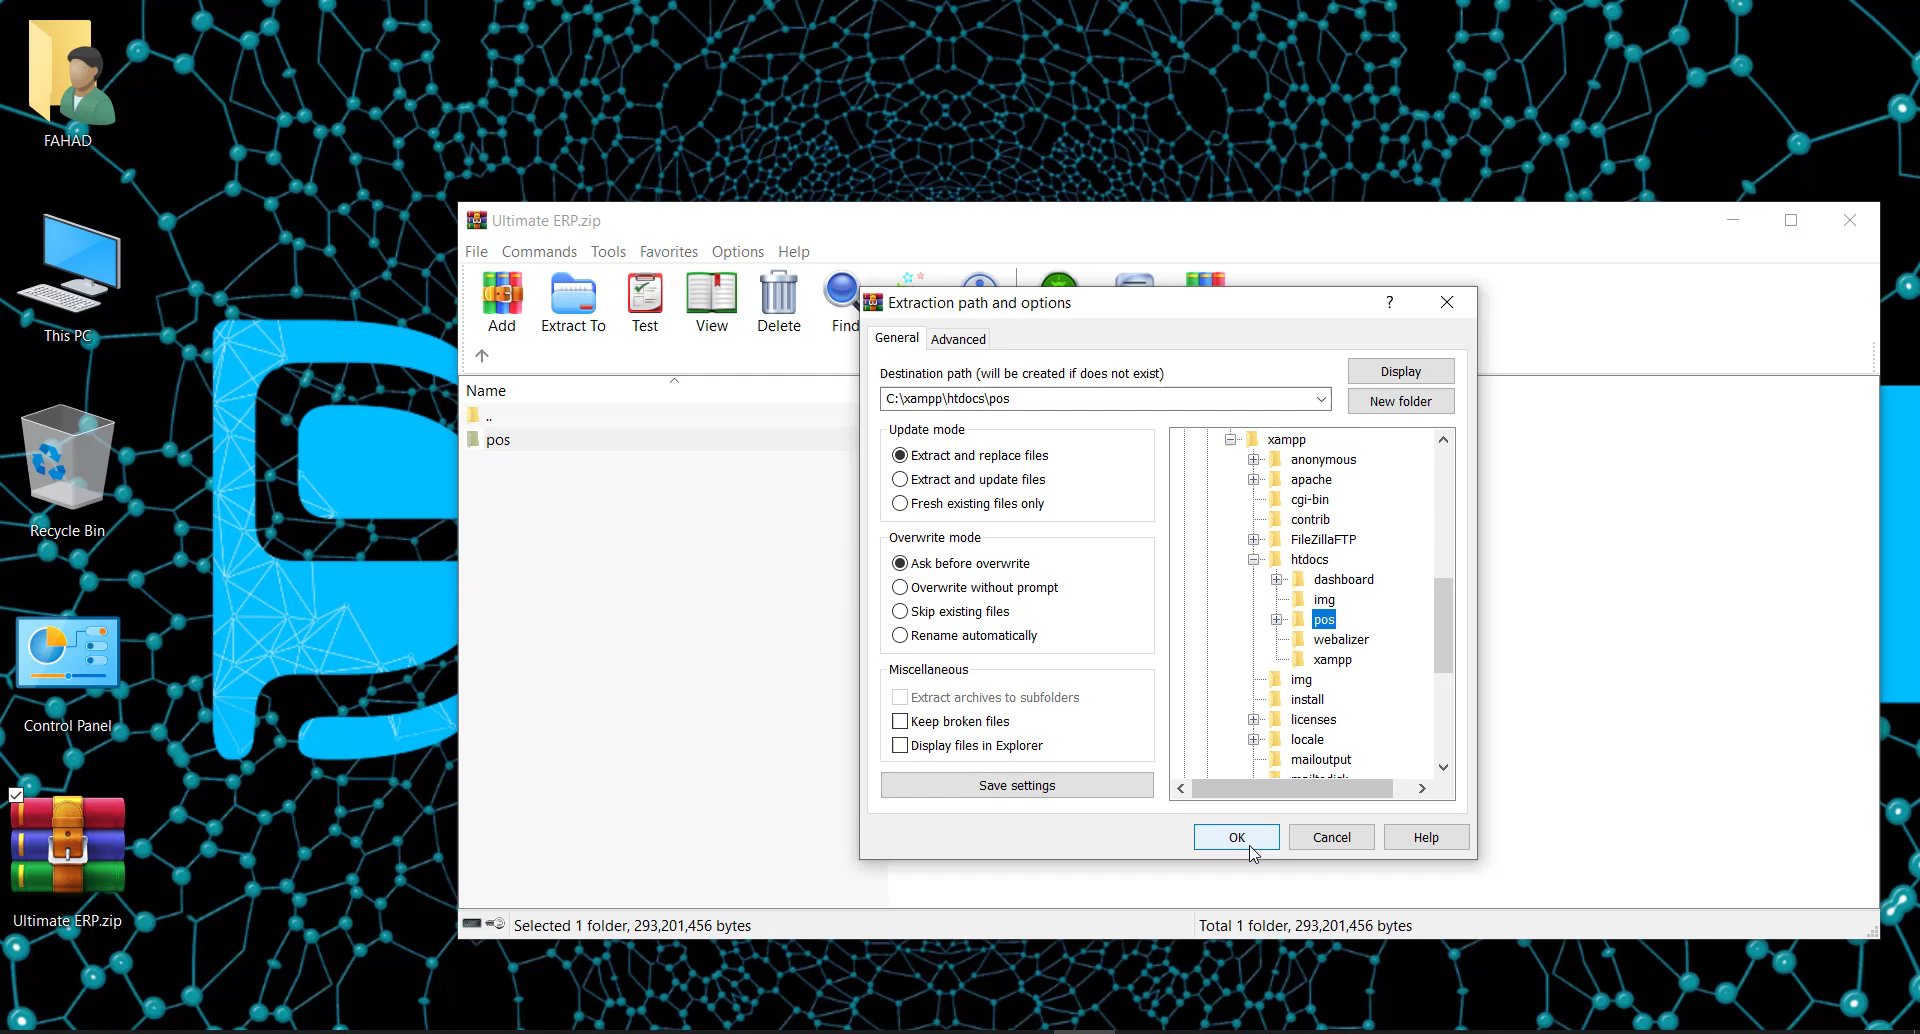 FAHAD
This PC
Recycle Bin
Control Panel
Ultimate ERP.zip
Ultimate ERP.zip
File Commands Tools Favorites Options Help
Add Extract To Test View Delete Find
Name
..
pos
Extraction path and options
?
General Advanced
Destination path (will be created if does not exist)
Display
C:\xampp\htdocs\pos
New folder
Update mode
Extract and replace files
Extract and update files
Fresh existing files only
Overwrite mode
Ask before overwrite
Overwrite without prompt
Skip existing files
Rename automatically
Miscellaneous
Extract archives to subfolders
Keep broken files
Display files in Explorer
Save settings
xampp
anonymous
apache
cgi-bin
contrib
FileZillaFTP
htdocs
dashboard
img
pos
webalizer
xampp
img
install
licenses
locale
mailoutput
OK Cancel Help
Selected 1 folder, 293,201,456 bytes
Total 1 folder, 293,201,456 bytes